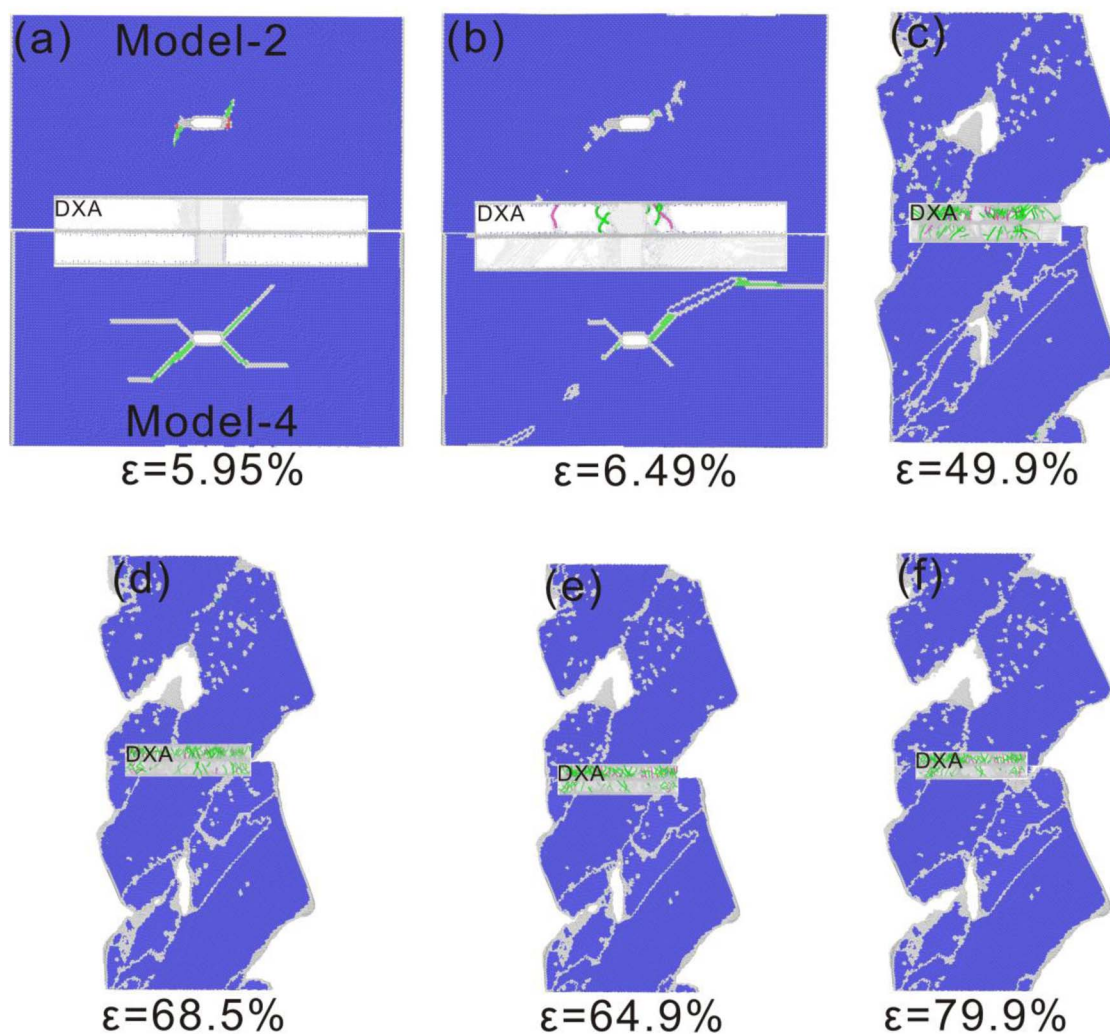 (a) Model-2
DXA
Model-4
ε=5.95%
(b)
DXA
ε=6.49%
(c)
DXA
ε=49.9%
(d)
DXA
ε=68.5%
(e)
DXA
ε=64.9%
(f)
DXA
ε=79.9%